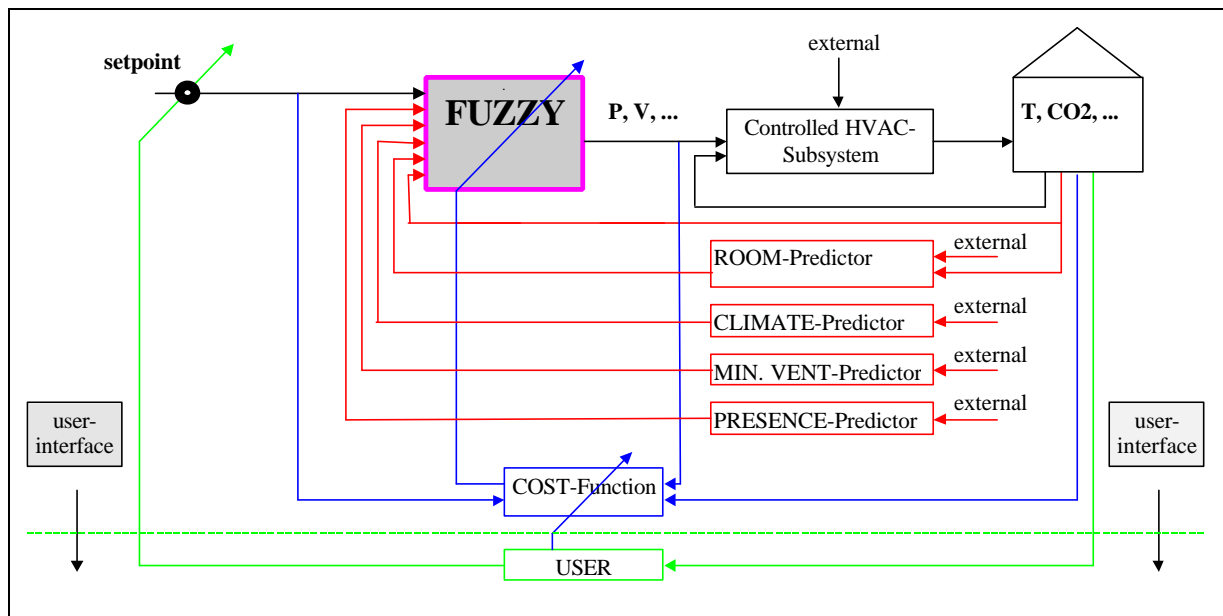 external
setpoint
FUZZY
P, V, ...
Controlled HVAC-
Subsystem
T, CO2, ...
ROOM-Predictor
external
CLIMATE-Predictor
external
MIN. VENT-Predictor
external
PRESENCE-Predictor
external
user-
interface
user-
interface
COST-Function
USER